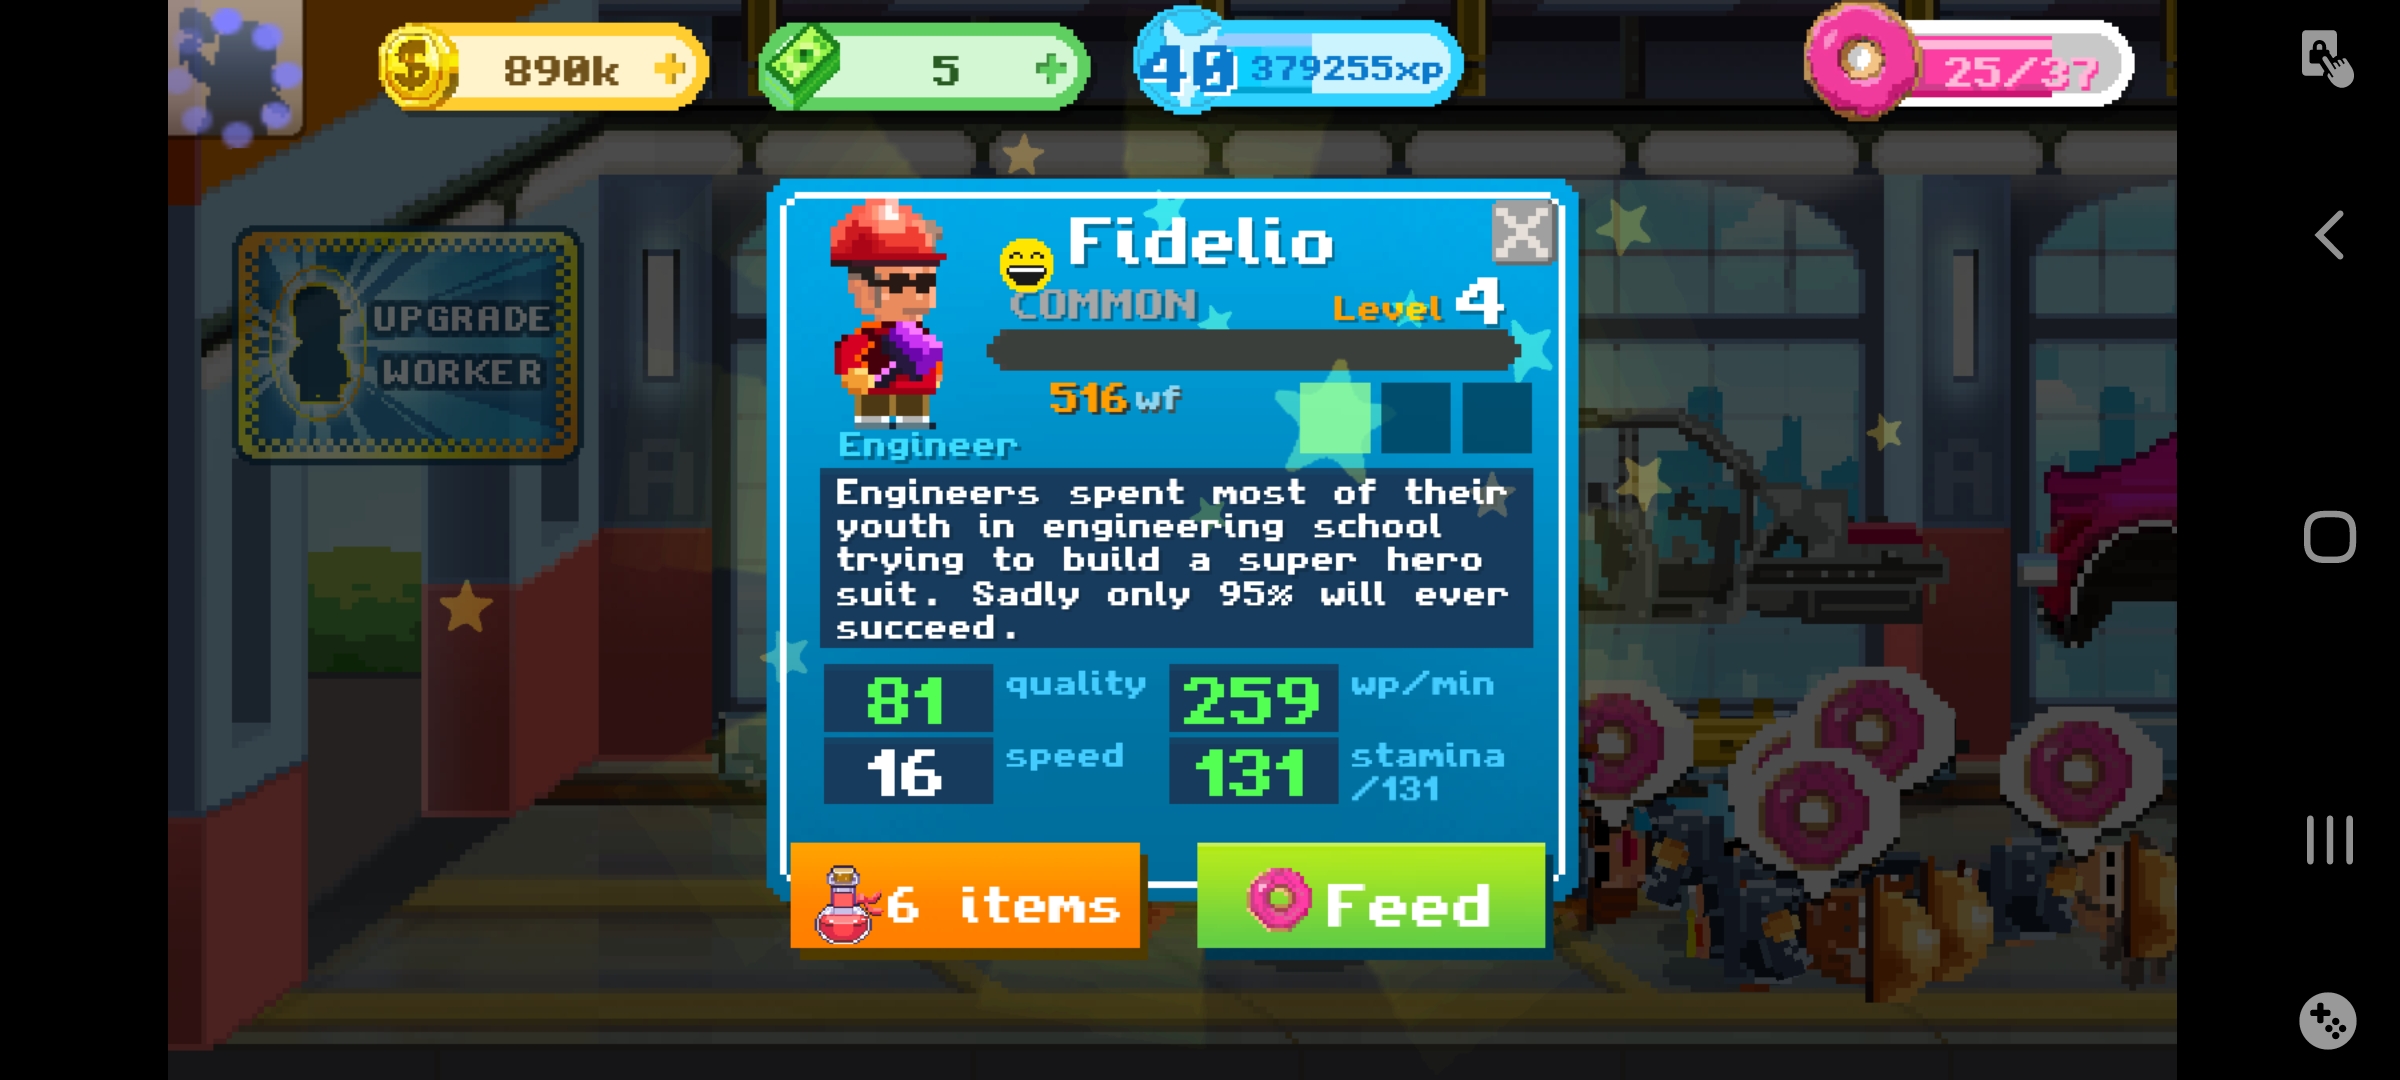 890k +
5 +
40 379255xp
25/37
Fidelio
COMMON Level 4
UPGRADE
WORKER
516 wf
Engineer
Engineers spent most of their
youth in engineering school
trying to build a super hero
suit. Sadly only 95% will ever
succeed.
81 quality 259 wp/min
16 speed 131 stamina
/131
6 items Feed